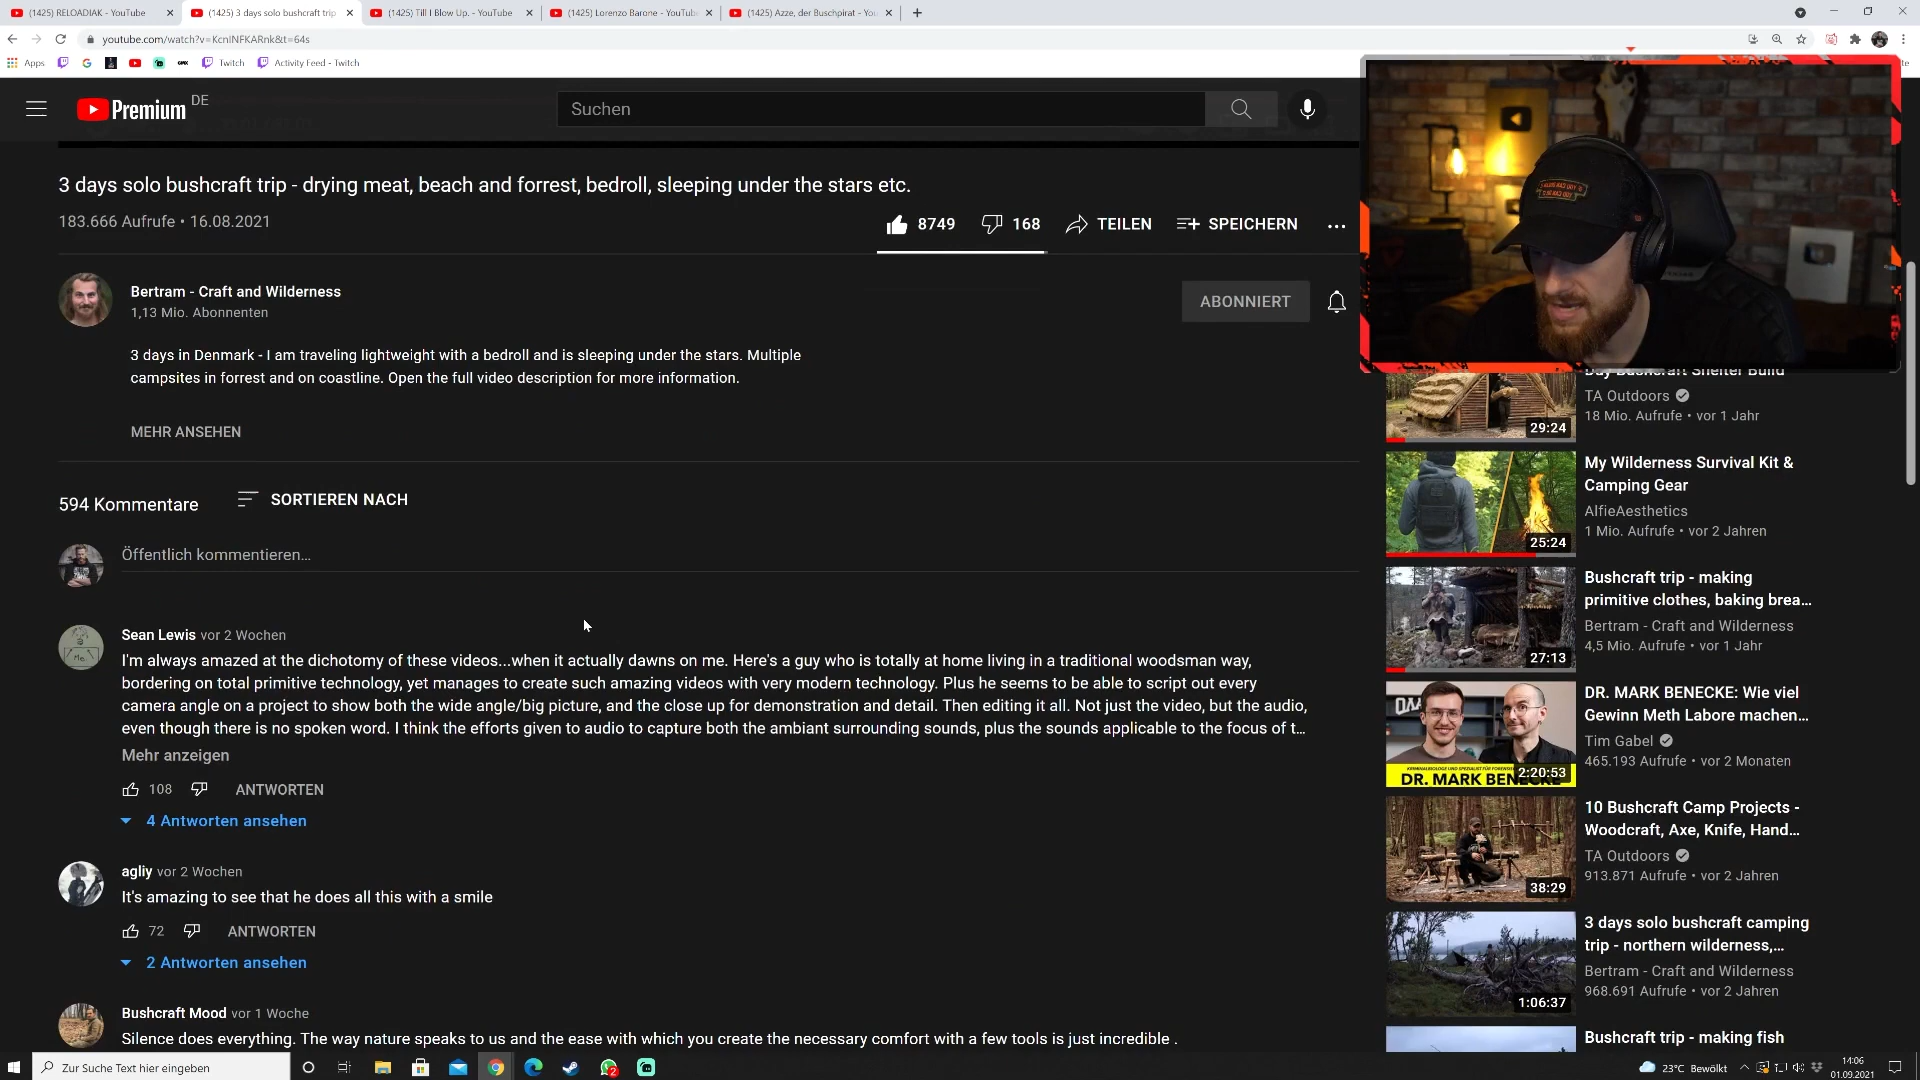 (1425) RELOADIAK - YouTube
(1425) 3 days solo bushcraft trip
(1425) Till I Blow Up. - YouTube
(1425) Lorenzo Barone - YouTub
(1425) Azze, der Buschpirat - You
youtube.com/watch?v=KcnINFKARnk&t=64s
Apps
Twitch
Activity Feed - Twitch
Premium DE
Suchen
3 days solo bushcraft trip - drying meat, beach and forrest, bedroll, sleeping under the stars etc.
183.666 Aufrufe • 16.08.2021
8749
168
TEILEN
SPEICHERN
Bertram - Craft and Wilderness
1,13 Mio. Abonnenten
ABONNIERT
3 days in Denmark - I am traveling lightweight with a bedroll and is sleeping under the stars. Multiple
campsites in forrest and on coastline. Open the full video description for more information.
MEHR ANSEHEN
594 Kommentare
SORTIEREN NACH
Öffentlich kommentieren...
Sean Lewis vor 2 Wochen
I'm always amazed at the dichotomy of these videos...when it actually dawns on me. Here's a guy who is totally at home living in a traditional woodsman way,
bordering on total primitive technology, yet manages to create such amazing videos with very modern technology. Plus he seems to be able to script out every
camera angle on a project to show both the wide angle/big picture, and the close up for demonstration and detail. Then editing it all. Not just the video, but the audio,
even though there is no spoken word. I think the efforts given to audio to capture both the ambiant surrounding sounds, plus the sounds applicable to the focus of t...
Mehr anzeigen
108
ANTWORTEN
4 Antworten ansehen
agliy vor 2 Wochen
It's amazing to see that he does all this with a smile
72
ANTWORTEN
2 Antworten ansehen
Bushcraft Mood vor 1 Woche
Silence does everything. The way nature speaks to us and the ease with which you create the necessary comfort with a few tools is just incredible .
Day Bushcraft Shelter Build
TA Outdoors
18 Mio. Aufrufe • vor 1 Jahr
29:24
My Wilderness Survival Kit &
Camping Gear
AlfieAesthetics
1 Mio. Aufrufe • vor 2 Jahren
25:24
Bushcraft trip - making
primitive clothes, baking brea...
Bertram - Craft and Wilderness
4,5 Mio. Aufrufe • vor 1 Jahr
27:13
DR. MARK BENECKE: Wie viel
Gewinn Meth Labore machen...
Tim Gabel
465.193 Aufrufe • vor 2 Monaten
DR. MARK BENECKE
2:20:53
10 Bushcraft Camp Projects -
Woodcraft, Axe, Knife, Hand...
TA Outdoors
913.871 Aufrufe • vor 2 Jahren
38:29
3 days solo bushcraft camping
trip - northern wilderness,...
Bertram - Craft and Wilderness
968.691 Aufrufe • vor 2 Jahren
1:06:37
Bushcraft trip - making fish
Zur Suche Text hier eingeben
2
23°C Bewölkt
14:06
01.09.2021